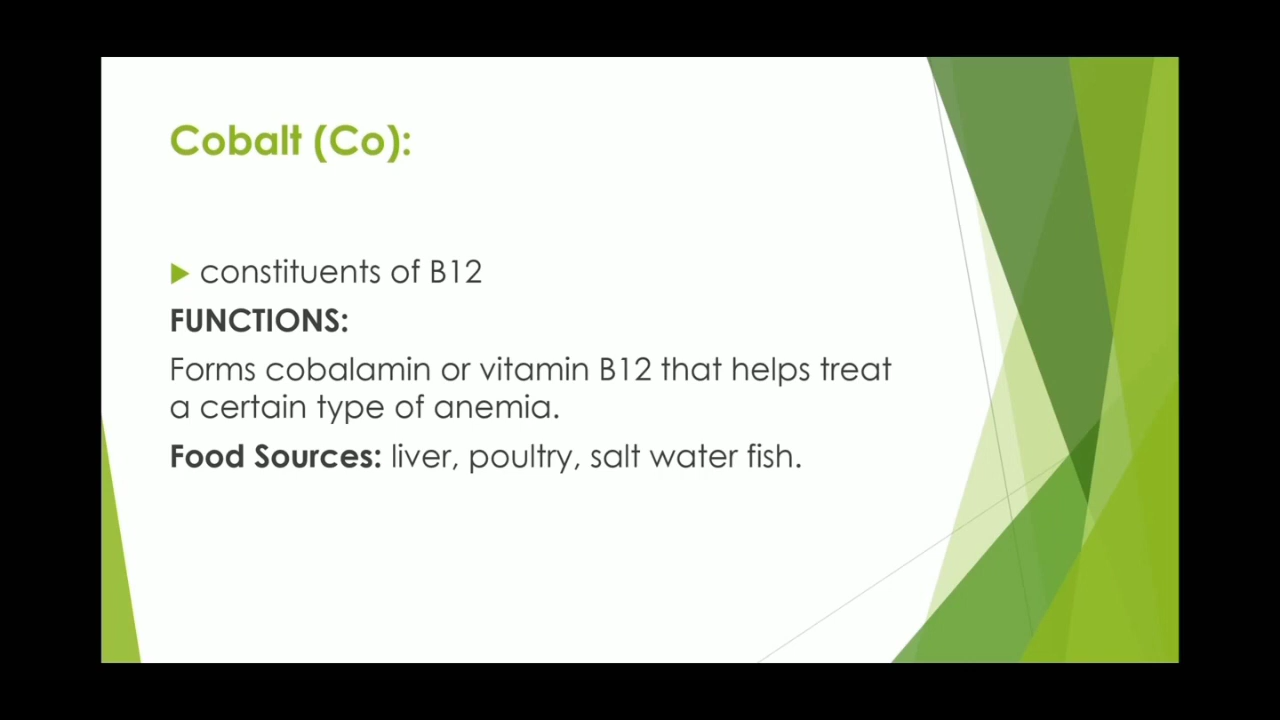 Cobalt (Co):
constituents of B12
FUNCTIONS:
Forms cobalamin or vitamin B12 that helps treat
a certain type of anemia.
Food Sources: liver, poultry, salt water fish.